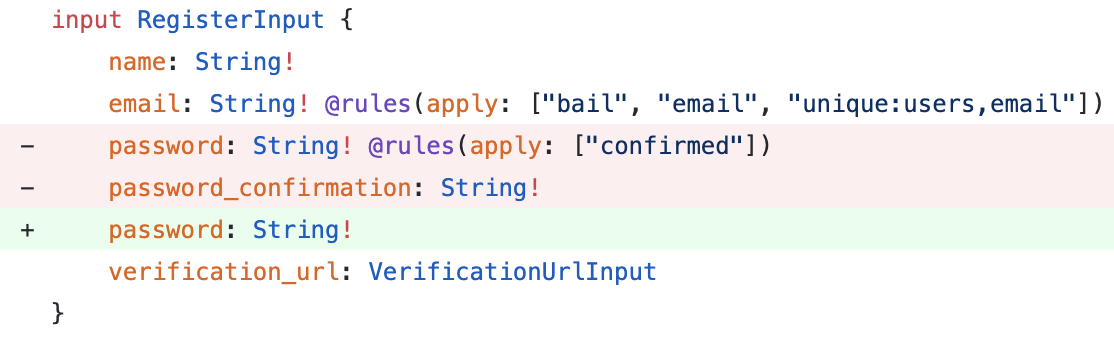 input RegisterInput {
    name: String!
    email: String! @rules(apply: ["bail", "email", "unique:users,email"])
-   password: String! @rules(apply: ["confirmed"])
-   password_confirmation: String!
+   password: String!
    verification_url: VerificationUrlInput
}